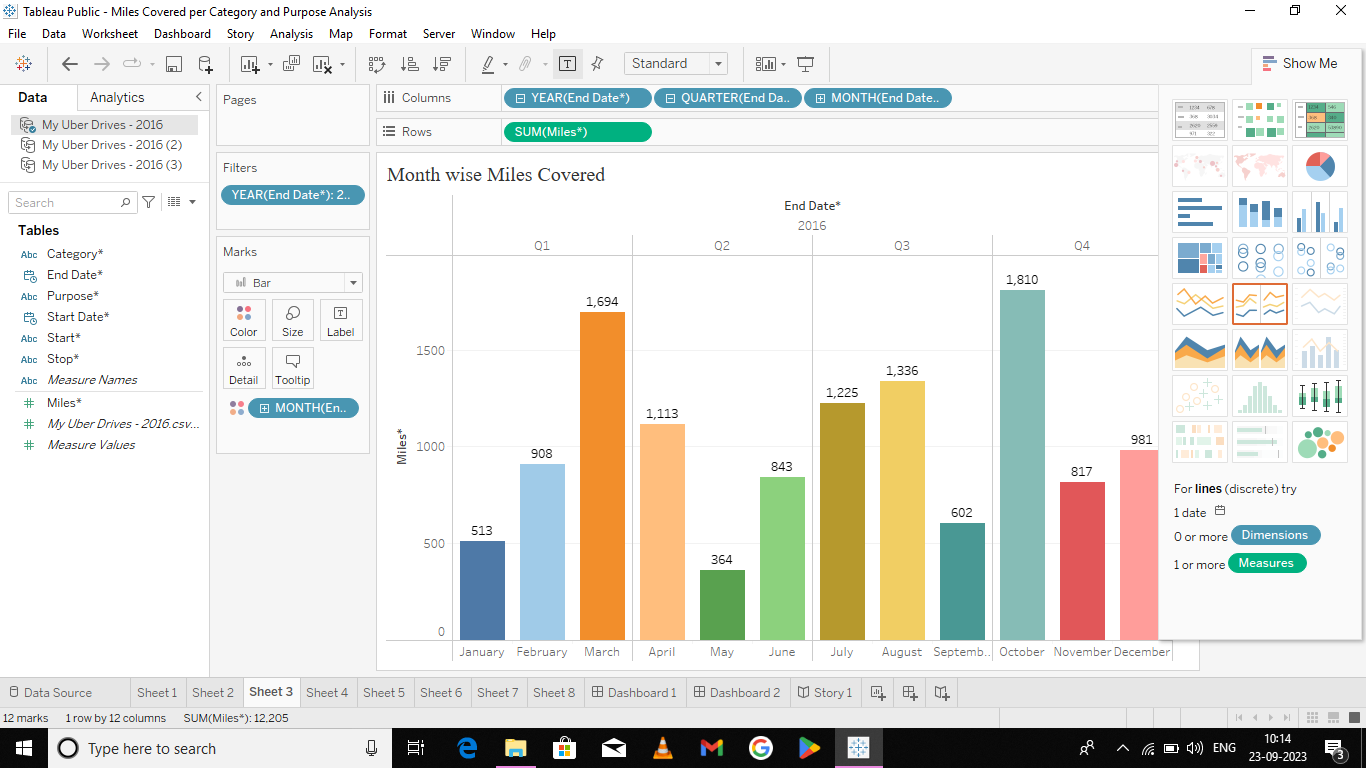 Tableau Public - Miles Covered per Category and Purpose Analysis
File Data Worksheet Dashboard Story Analysis Map Format Server Window Help
Standard
Show Me
Data Analytics
My Uber Drives - 2016
My Uber Drives - 2016 (2)
My Uber Drives - 2016 (3)
Search
Tables
Abc Category*
End Date*
Abc Purpose*
Start Date*
Abc Start*
Abc Stop*
Abc Measure Names
Miles*
My Uber Drives - 2016.csv...
Measure Values
Pages
Filters
YEAR(End Date*): 2..
Marks
Bar
Color Size Label
Detail Tooltip
MONTH(En..
Columns YEAR(End Date*) QUARTER(End Da.. MONTH(End Date..
Rows SUM(Miles*)
Month wise Miles Covered
End Date*
2016
Q1 Q2 Q3 Q4
Miles*
1500
1000
500
0
513 908 1,694 1,113 364 843 1,225 1,336 602 1,810 817 981
January February March April May June July August Septemb.. October November December
For lines (discrete) try
1 date
0 or more Dimensions
1 or more Measures
Data Source Sheet 1 Sheet 2 Sheet 3 Sheet 4 Sheet 5 Sheet 6 Sheet 7 Sheet 8 Dashboard 1 Dashboard 2 Story 1
12 marks 1 row by 12 columns SUM(Miles*): 12,205
Type here to search
ENG
10:14
23-09-2023
3